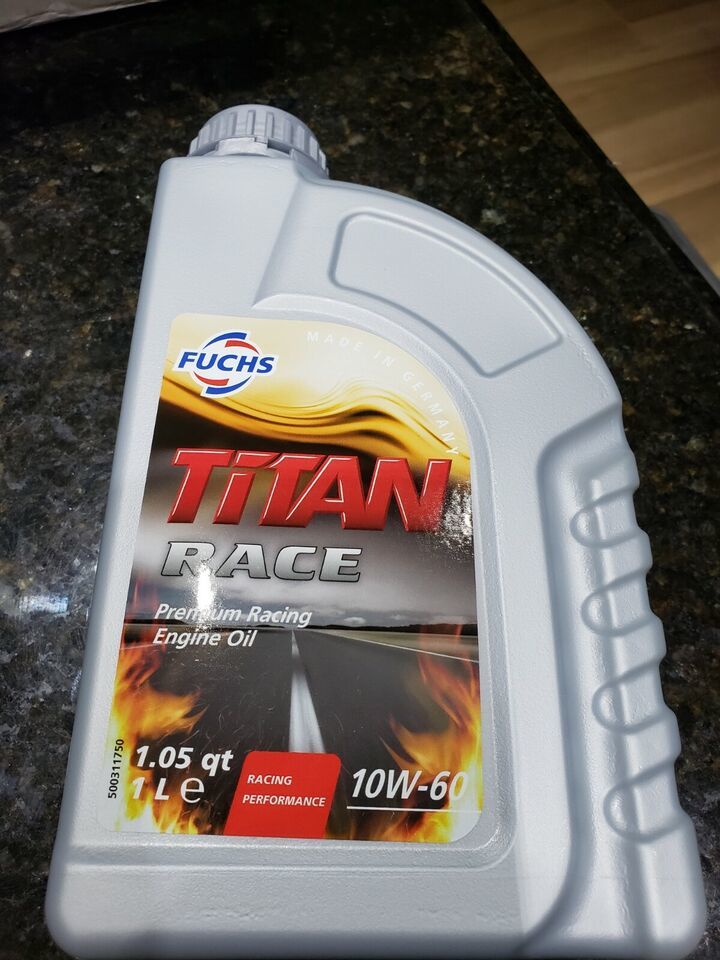 FUCHS
MADE IN GERMANY
TITAN
RACE
Premium Racing
Engine Oil
500311750
1.05 qt
1 L e
RACING
PERFORMANCE
10W-60